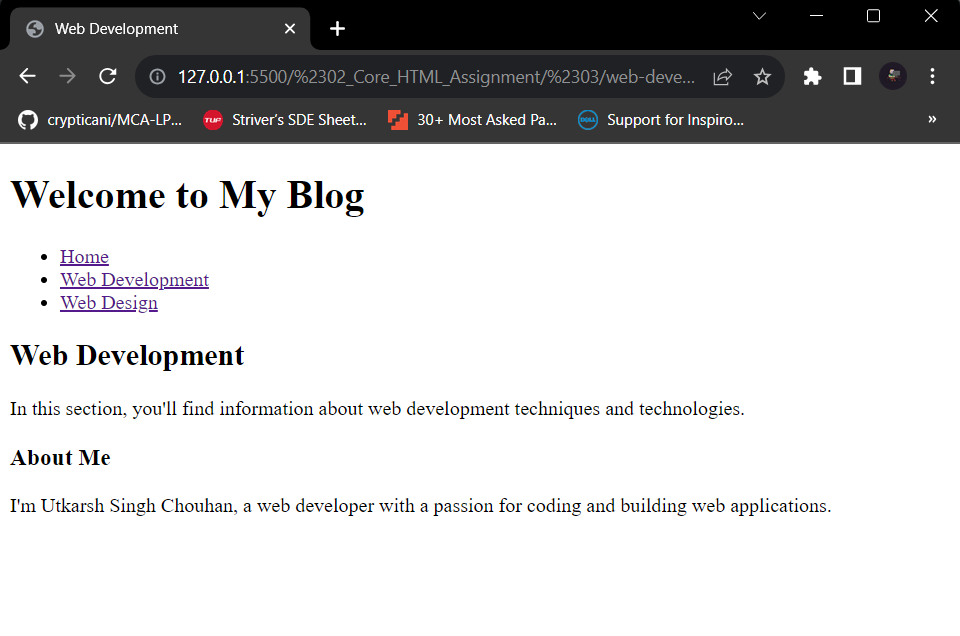 Web Development
127.0.0.1:5500/%2302_Core_HTML_Assignment/%2303/web-deve...
crypticani/MCA-LP... TUF Striver's SDE Sheet... 30+ Most Asked Pa... DELL Support for Inspiro... »
Welcome to My Blog
Home
Web Development
Web Design
Web Development
In this section, you'll find information about web development techniques and technologies.
About Me
I'm Utkarsh Singh Chouhan, a web developer with a passion for coding and building web applications.